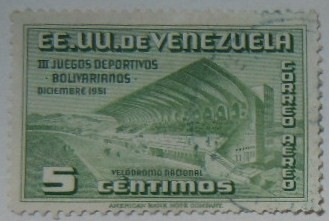 EE.UU. DE VENEZUELA
III JUEGOS DEPORTIVOS
BOLIVARIANOS
DICIEMBRE 1951
CORREO AEREO
VELODROMO NACIONAL
5 CENTIMOS
AMERICAN BANK NOTE COMPANY